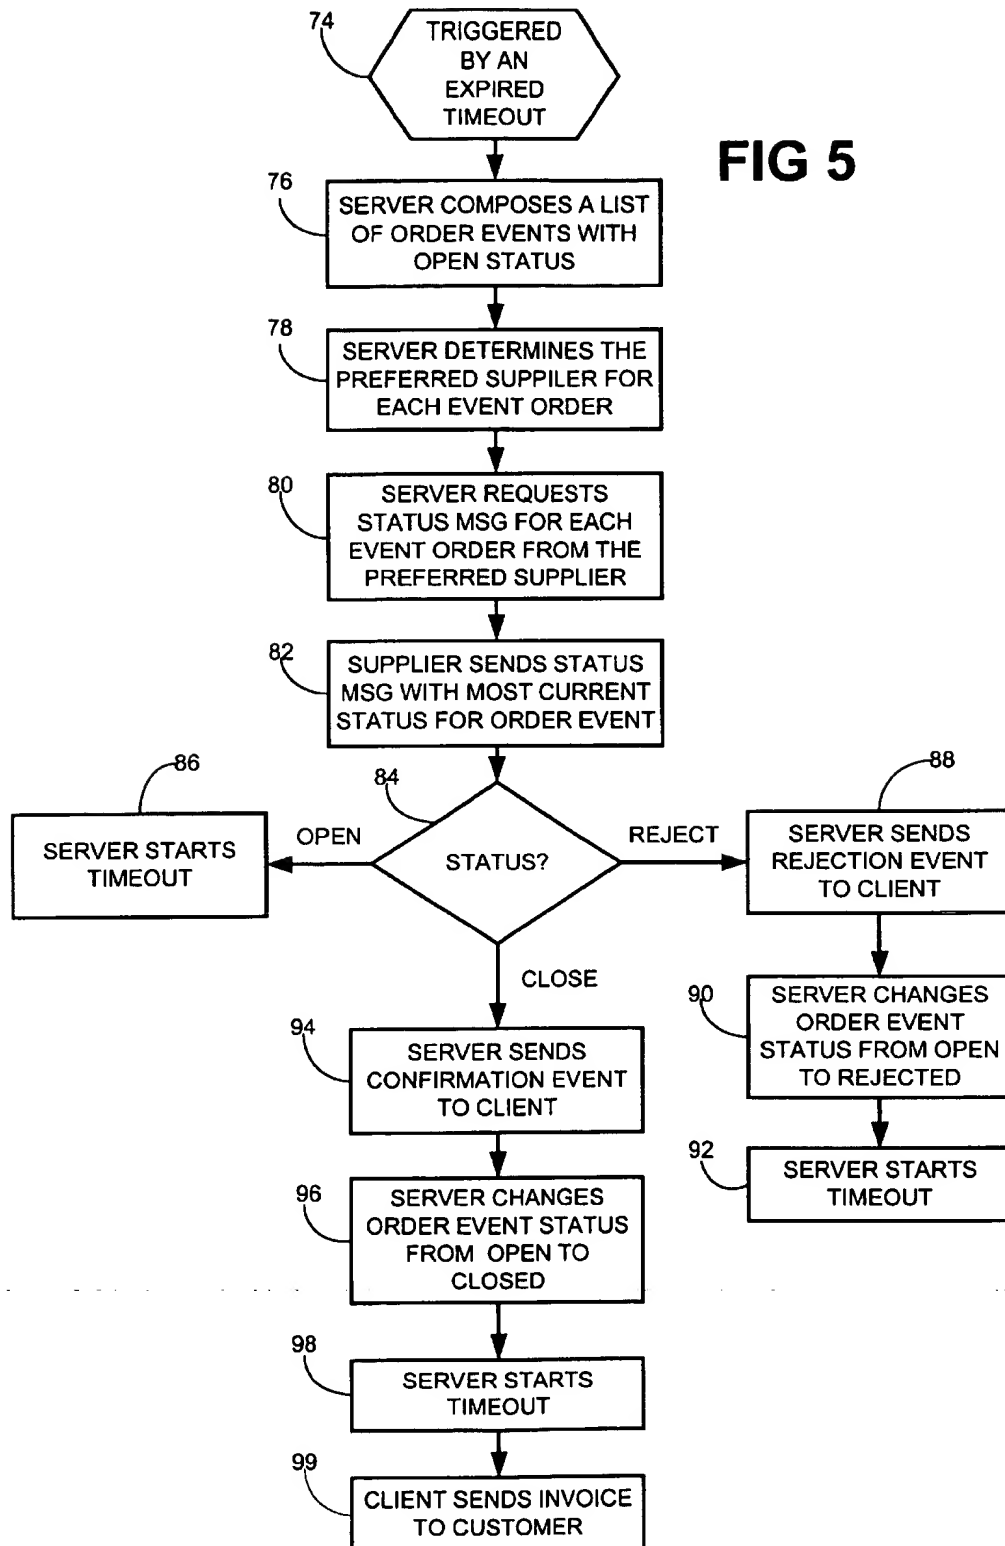 74
TRIGGERED
BY AN
EXPIRED
TIMEOUT
FIG 5
76
SERVER COMPOSES A LIST
OF ORDER EVENTS WITH
OPEN STATUS
78
SERVER DETERMINES THE
PREFERRED SUPPILER FOR
EACH EVENT ORDER
80
SERVER REQUESTS
STATUS MSG FOR EACH
EVENT ORDER FROM THE
PREFERRED SUPPLIER
82
SUPPLIER SENDS STATUS
MSG WITH MOST CURRENT
STATUS FOR ORDER EVENT
84
STATUS?
OPEN
86
SERVER STARTS
TIMEOUT
REJECT
88
SERVER SENDS
REJECTION EVENT
TO CLIENT
90
SERVER CHANGES
ORDER EVENT
STATUS FROM OPEN
TO REJECTED
92
SERVER STARTS
TIMEOUT
CLOSE
94
SERVER SENDS
CONFIRMATION EVENT
TO CLIENT
96
SERVER CHANGES
ORDER EVENT STATUS
FROM OPEN TO
CLOSED
98
SERVER STARTS
TIMEOUT
99
CLIENT SENDS INVOICE
TO CUSTOMER